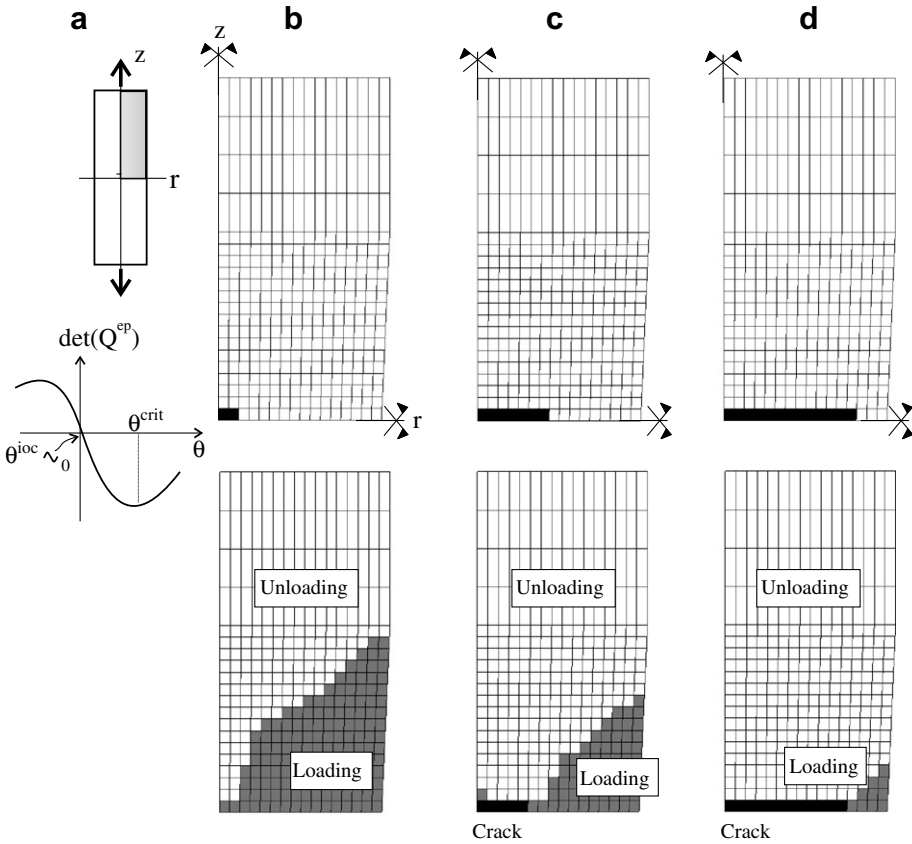 a
b
c
d
z
r
det(Q^ep)
θ^crit
θ
θ^ioc
~0
z
r
Unloading
Loading
Unloading
Loading
Crack
Unloading
Loading
Crack